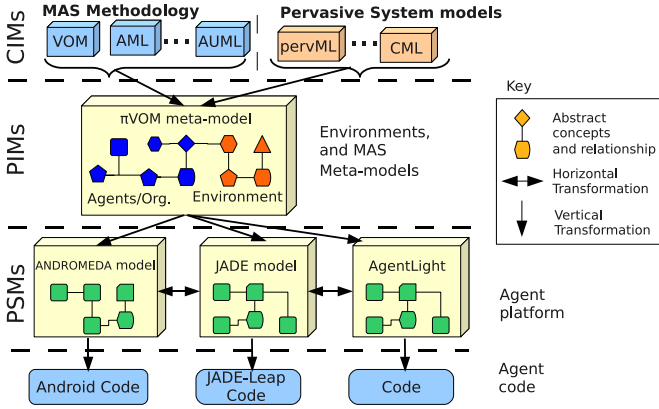 CIMs
MAS Methodology
VOM
AML
AUML
Pervasive System models
pervML
CML
PIMs
πVOM meta-model
Agents/Org.
Environment
Environments,
and MAS
Meta-models
Key
Abstract
concepts
and relationship
Horizontal
Transformation
Vertical
Transformation
PSMs
ANDROMEDA model
JADE model
AgentLight
Agent
platform
Android Code
JADE-Leap
Code
Code
Agent
code